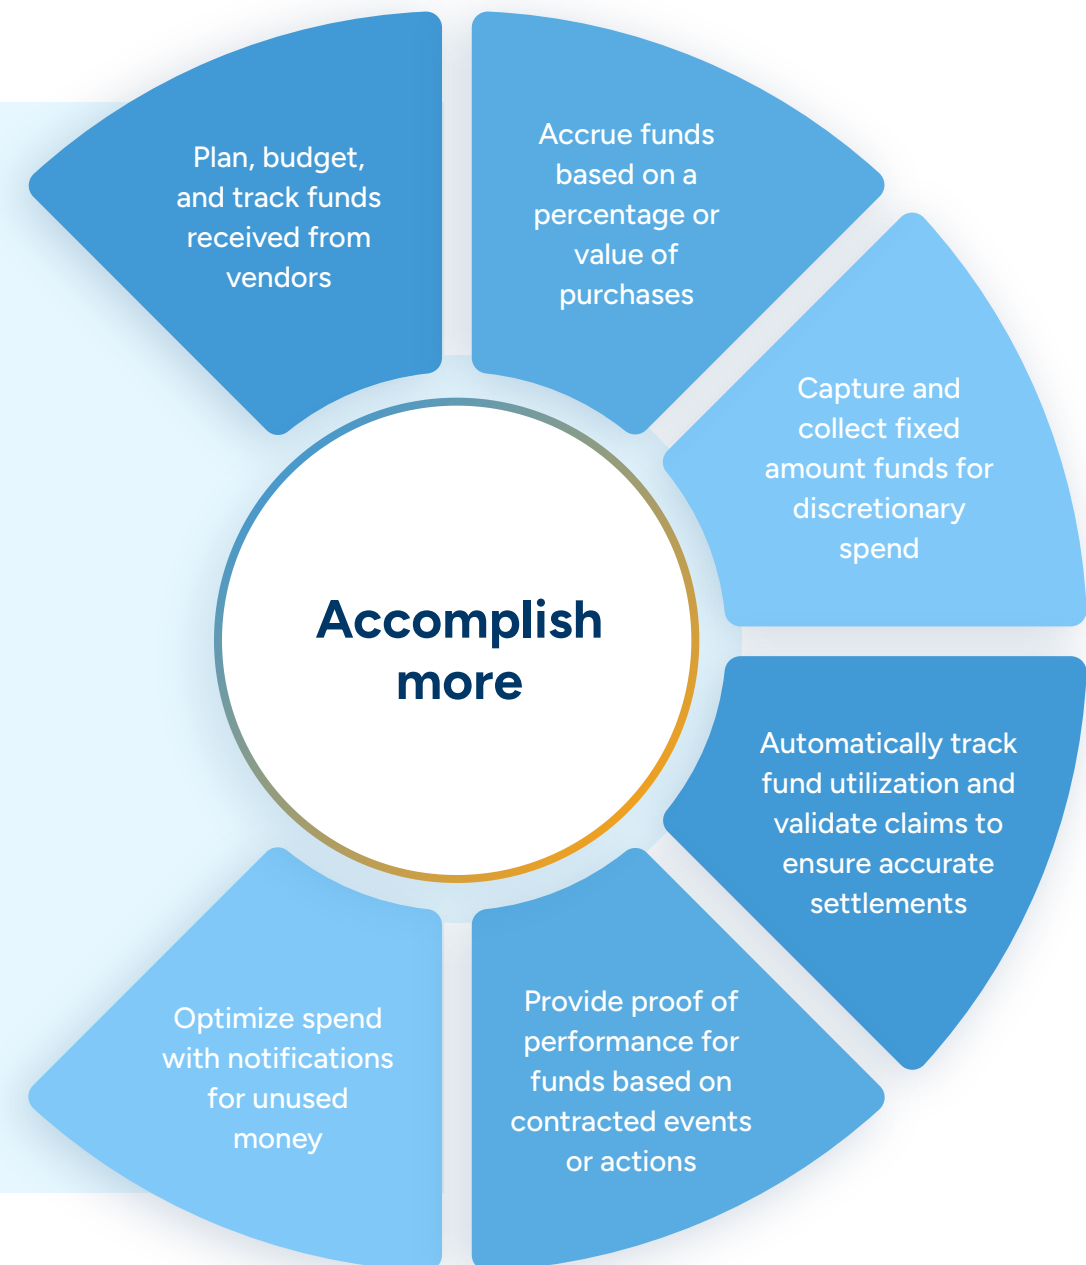 Plan, budget,
and track funds
received from
vendors
Accrue funds
based on a
percentage or
value of
purchases
Capture and
collect fixed
amount funds for
discretionary
spend
Automatically track
fund utilization and
validate claims to
ensure accurate
settlements
Provide proof of
performance for
funds based on
contracted events
or actions
Optimize spend
with notifications
for unused
money
Accomplish
more